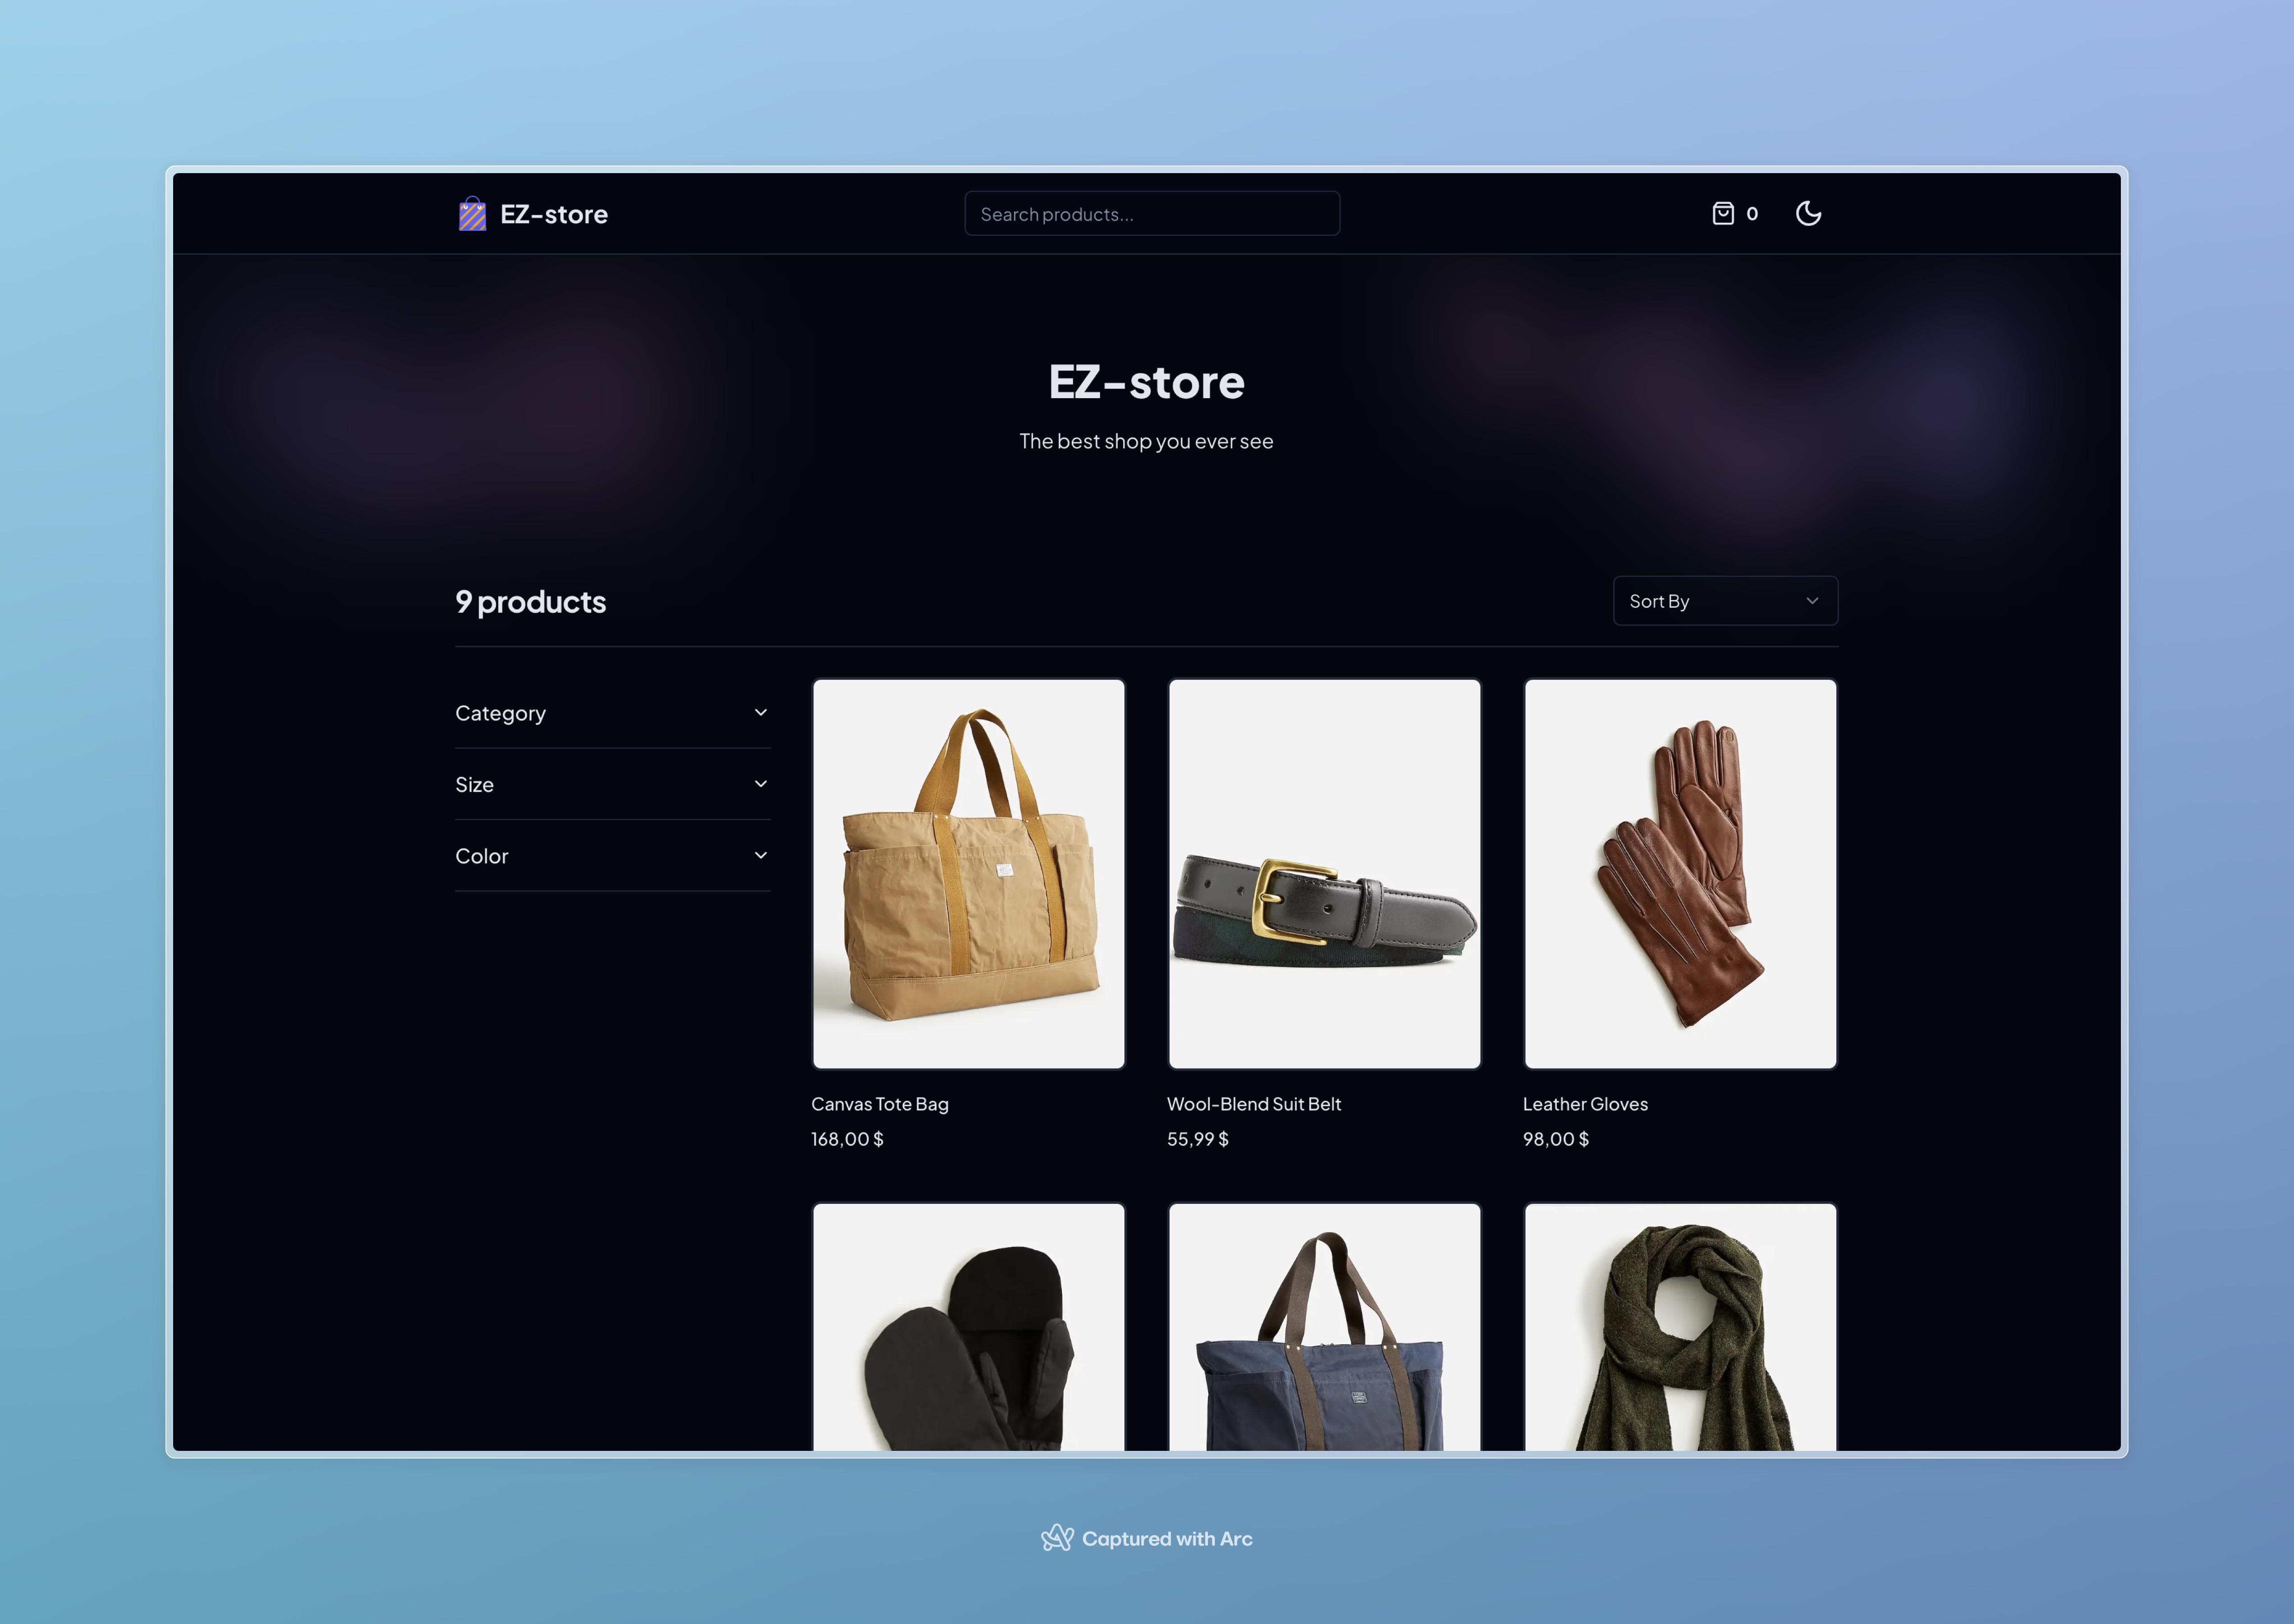 EZ-store
Search products...
0
EZ-store
The best shop you ever see
9 products
Sort By
Category
Size
Color
Canvas Tote Bag
168,00 $
Wool-Blend Suit Belt
55,99 $
Leather Gloves
98,00 $
Captured with Arc